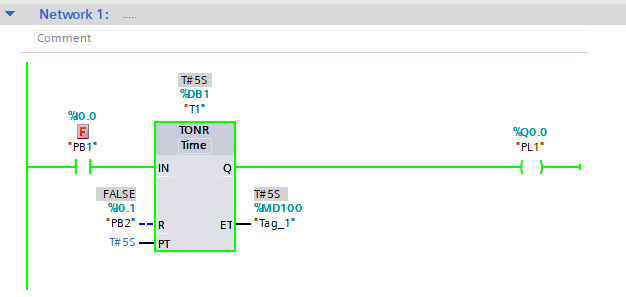 Network 1: .....
Comment
T#5S
%DB1
"T1"
%I0.0
F
"PB1"
TONR
Time
%Q0.0
"PL1"
IN
Q
FALSE
%I0.1
"PB2"
R
T#5S
%MD100
"Tag_1"
ET
T#5S
PT